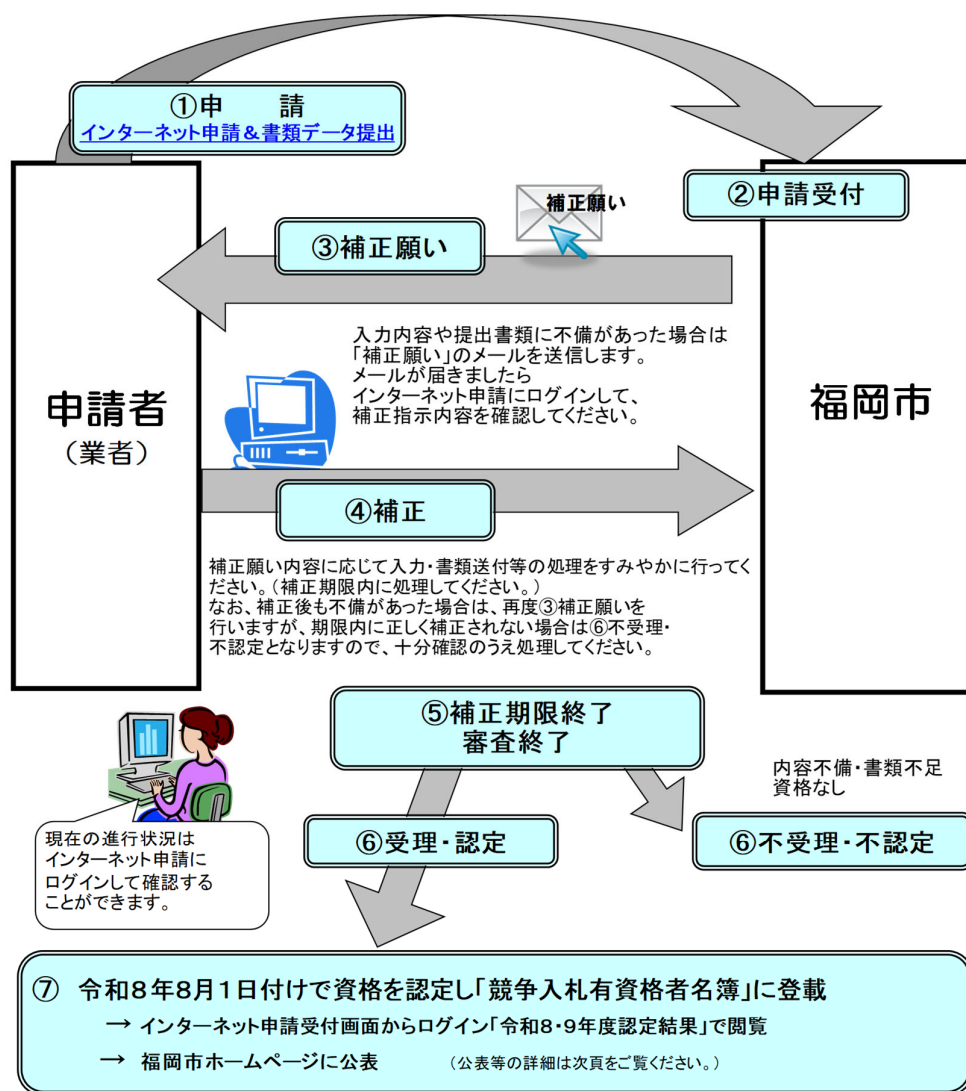 ①申　　請
インターネット申請＆書類データ提出
②申請受付
補正願い
③補正願い
入力内容や提出書類に不備があった場合は
「補正願い」のメールを送信します。
メールが届きましたら
インターネット申請にログインして、
補正指示内容を確認してください。
申請者
（業者）
福岡市
④補正
補正願い内容に応じて入力・書類送付等の処理をすみやかに行ってく
ださい。（補正期限内に処理してください。）
なお、補正後も不備があった場合は、再度③補正願いを
行いますが、期限内に正しく補正されない場合は⑥不受理・
不認定となりますので、十分確認のうえ処理してください。
⑤補正期限終了
審査終了
内容不備・書類不足
資格なし
現在の進行状況は
インターネット申請に
ログインして確認する
ことができます。
⑥受理・認定
⑥不受理・不認定
⑦　令和８年８月１日付けで資格を認定し「競争入札有資格者名簿」に登載
→ インターネット申請受付画面からログイン「令和８・９年度認定結果」で閲覧
→ 福岡市ホームページに公表　　（公表等の詳細は次頁をご覧ください。）